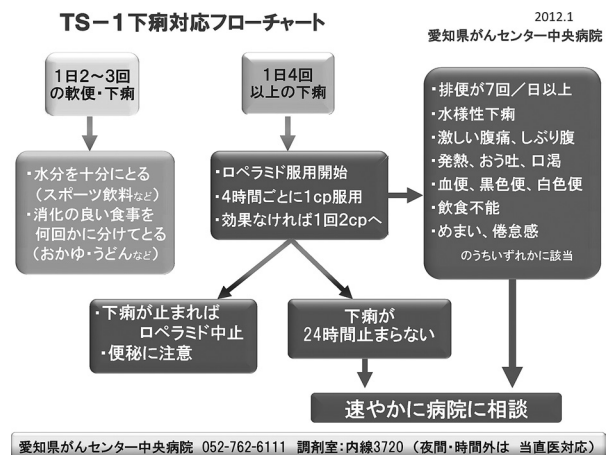 TS－1下痢対応フローチャート
2012.1
愛知県がんセンター中央病院
1日2～3回
の軟便・下痢
1日4回
以上の下痢
・水分を十分にとる
（スポーツ飲料など）
・消化の良い食事を
何回かに分けてとる
（おかゆ・うどんなど）
・ロペラミド服用開始
・4時間ごとに1cp服用
・効果なければ1回2cpへ
・排便が7回／日以上
・水様性下痢
・激しい腹痛、しぶり腹
・発熱、おう吐、口渇
・血便、黒色便、白色便
・飲食不能
・めまい、倦怠感
のうちいずれかに該当
・下痢が止まれば
ロペラミド中止
・便秘に注意
下痢が
24時間止まらない
速やかに病院に相談
愛知県がんセンター中央病院 052-762-6111 調剤室：内線3720 （夜間・時間外は 当直医対応）